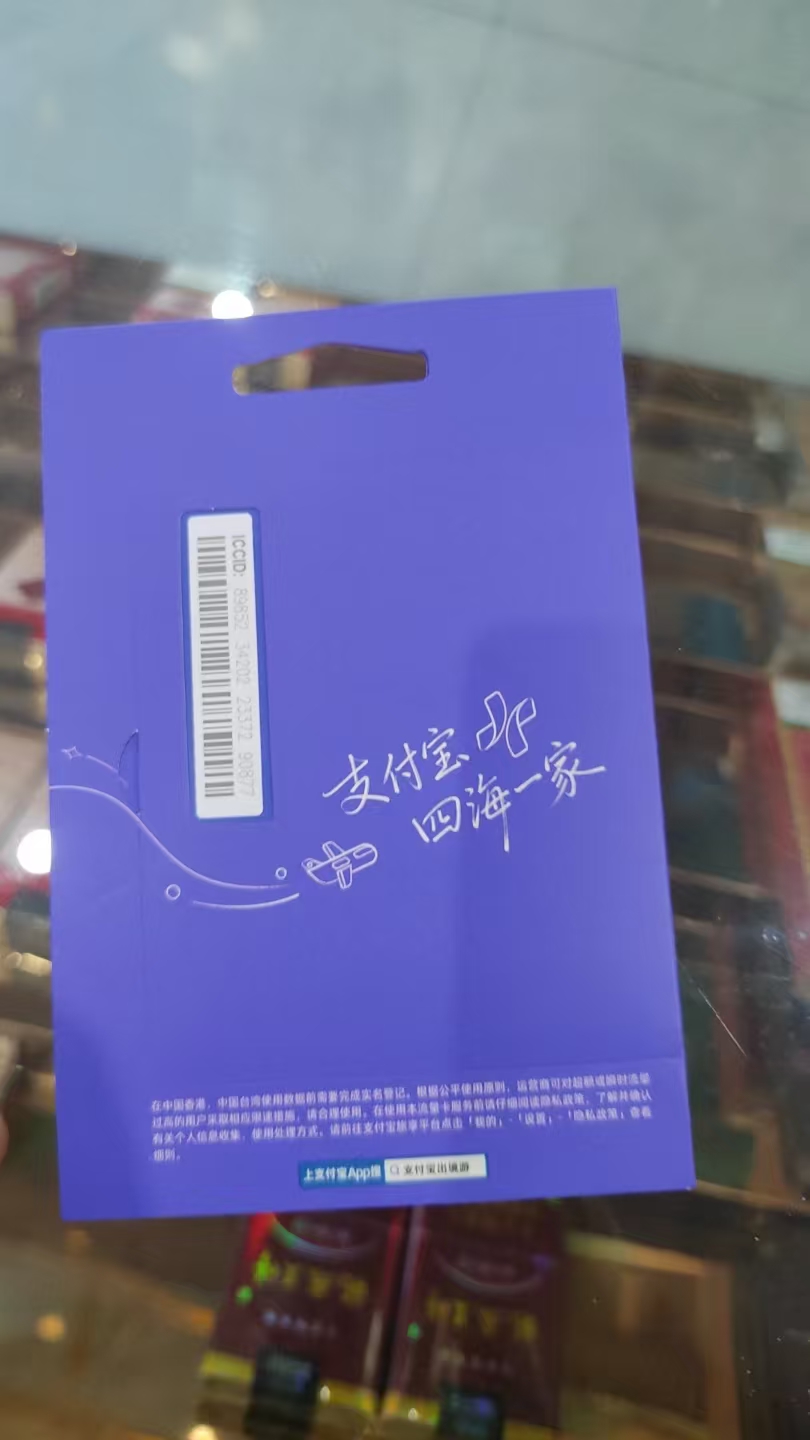 ICCID: 89852 34202 23372 90877
支付宝
四海一家
在中国香港、中国台湾使用数据前需要完成实名登记。根据公平使用原则，运营商可对超额或瞬时流量
过高的用户采取相应限速措施，请合理使用。在使用本流量卡服务前请仔细阅读隐私政策，了解并确认
有关个人信息收集、使用处理方式，请前往支付宝旅享平台点击「我的」-「设置」-「隐私政策」查看
细则。
上支付宝App搜 支付宝出境游